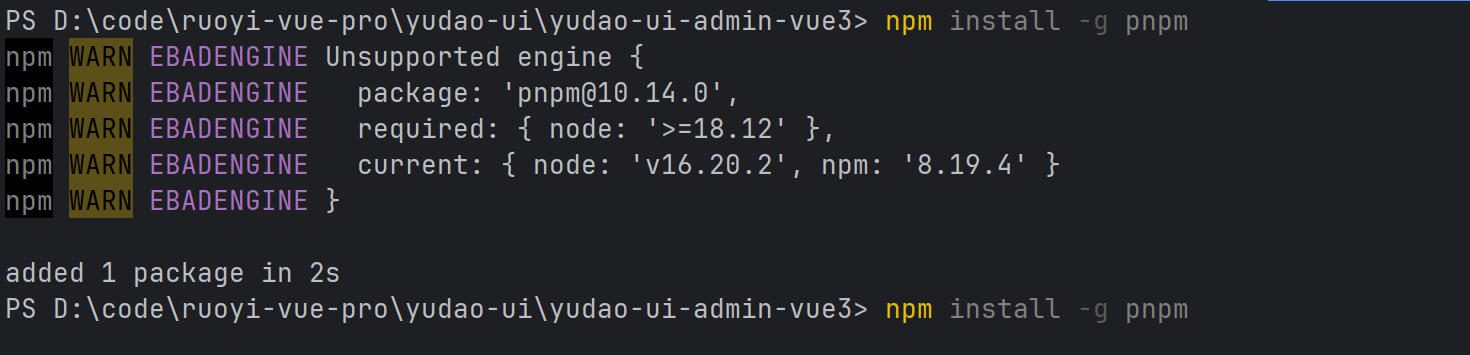 PS D:\code\ruoyi-vue-pro\yudao-ui\yudao-ui-admin-vue3> npm install -g pnpm
npm WARN EBADENGINE Unsupported engine {
npm WARN EBADENGINE   package: 'pnpm@10.14.0',
npm WARN EBADENGINE   required: { node: '>=18.12' },
npm WARN EBADENGINE   current: { node: 'v16.20.2', npm: '8.19.4' }
npm WARN EBADENGINE }
added 1 package in 2s
PS D:\code\ruoyi-vue-pro\yudao-ui\yudao-ui-admin-vue3> npm install -g pnpm